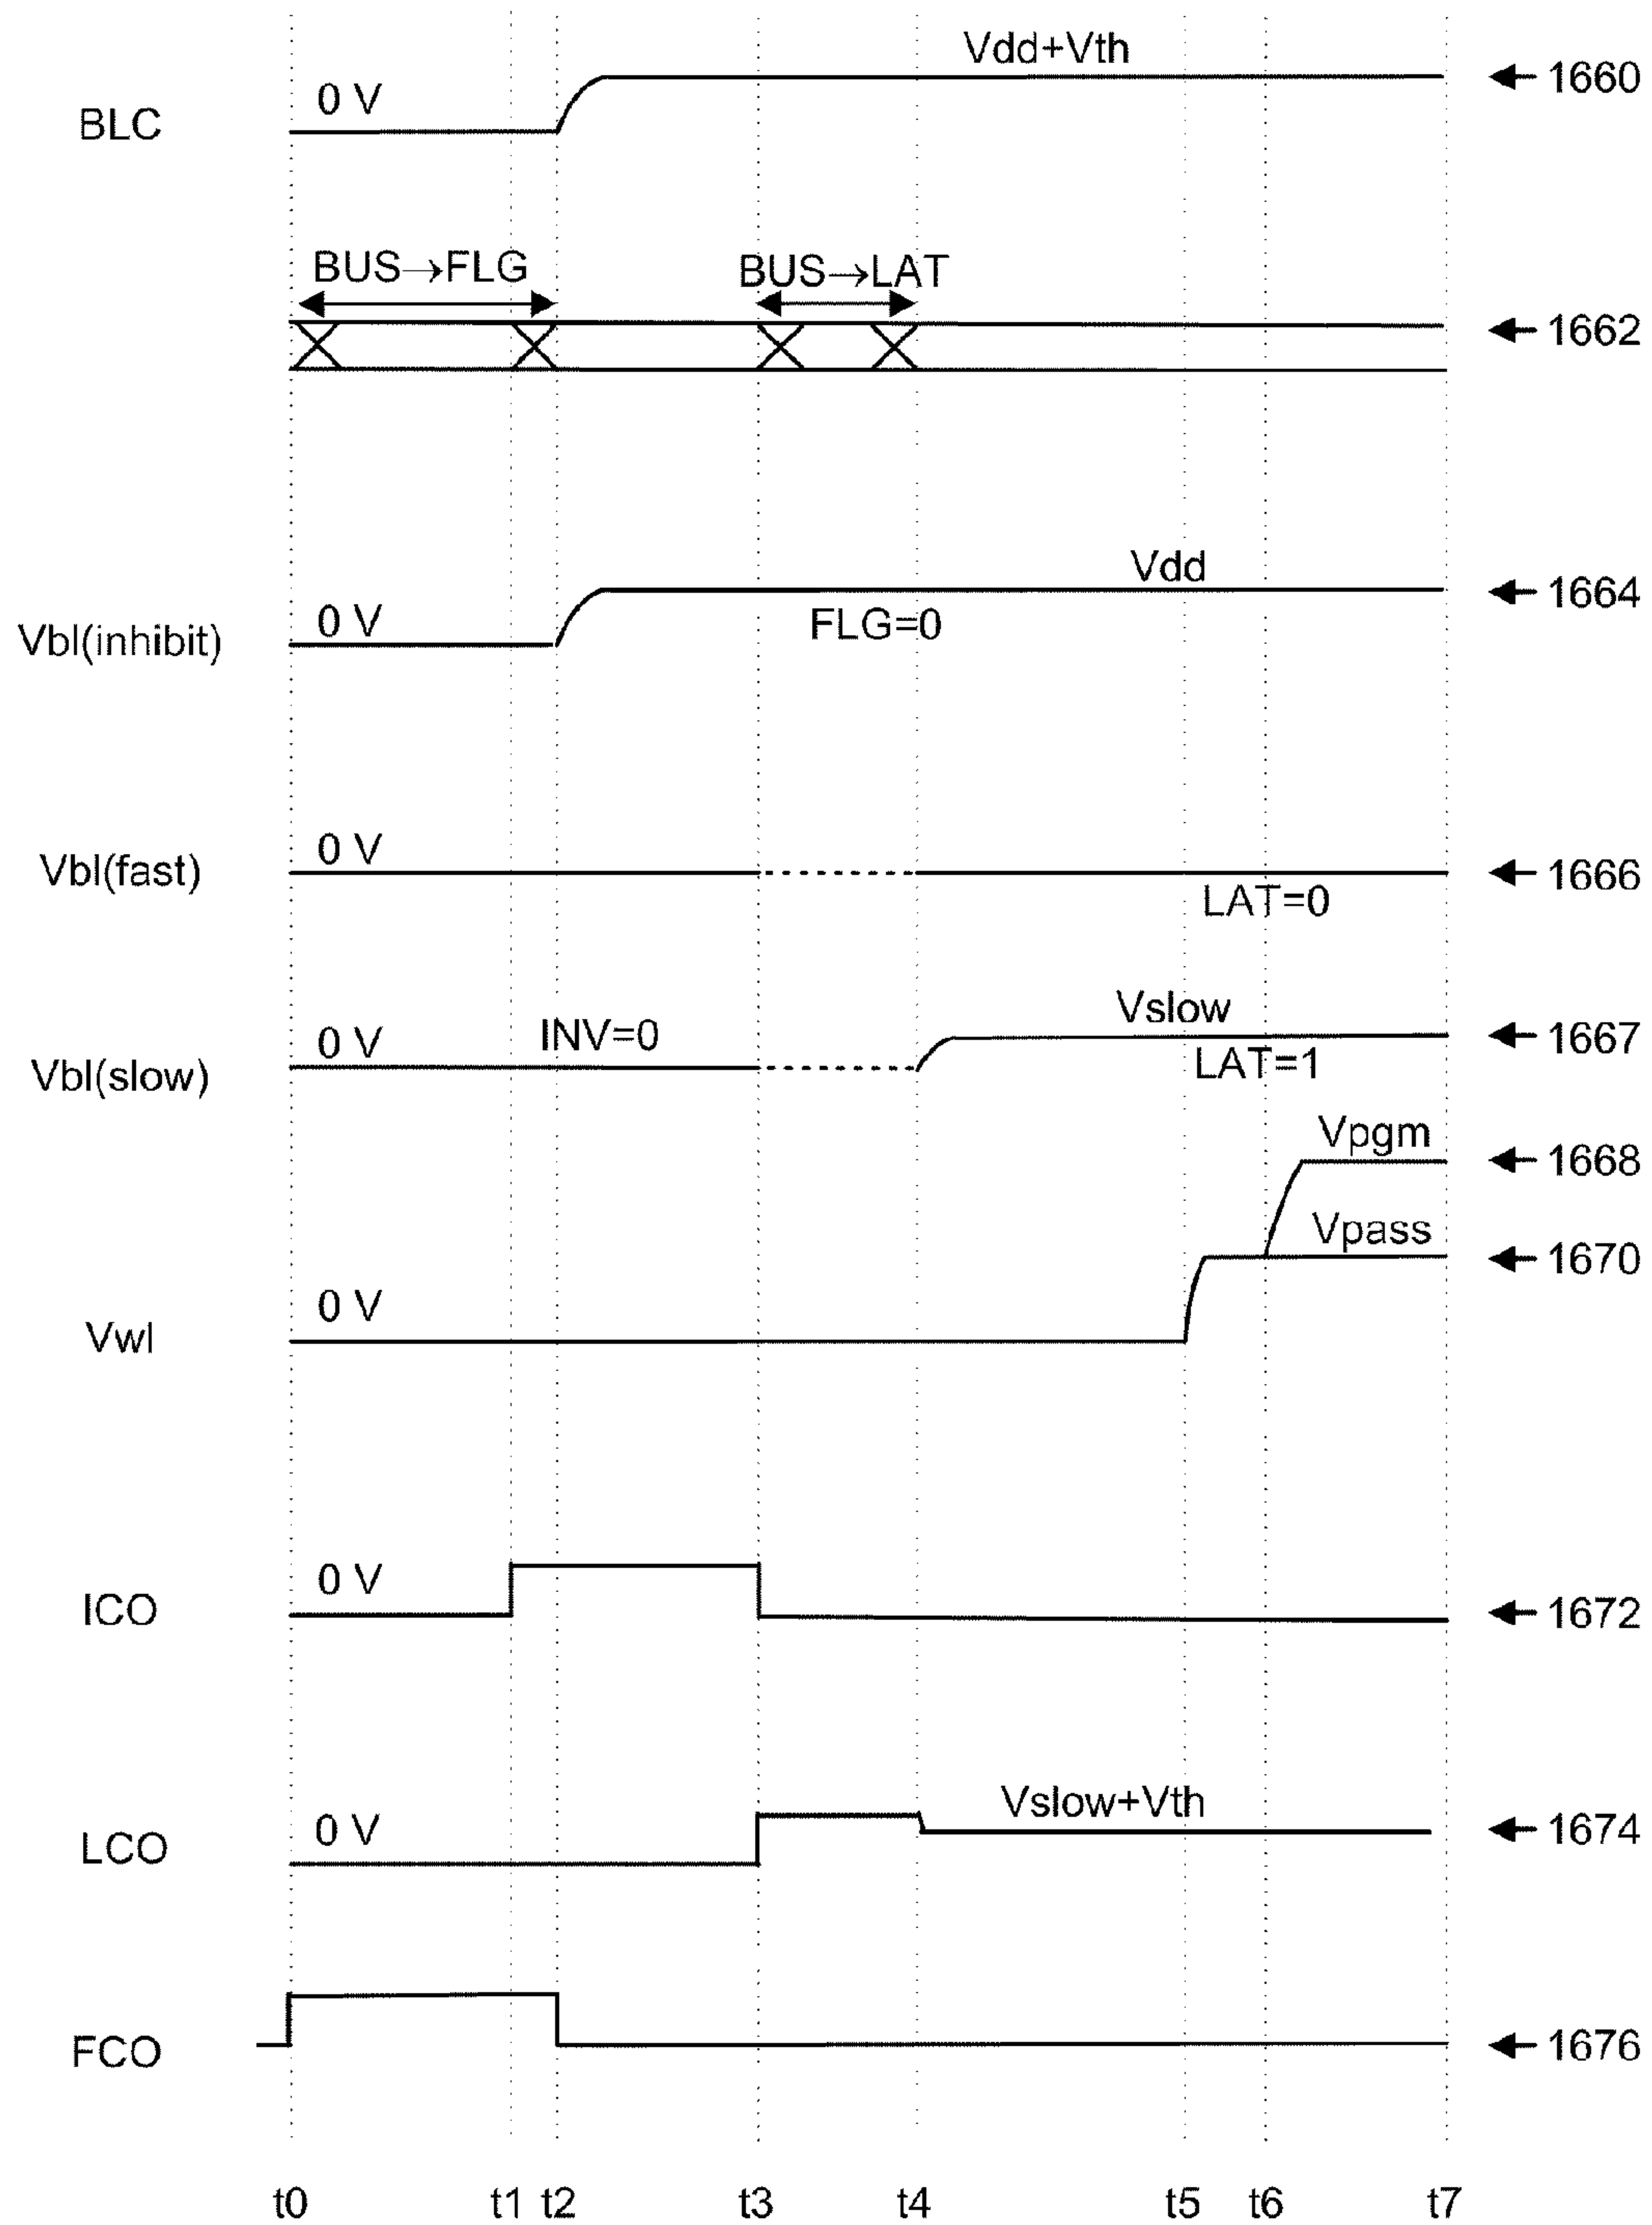 Vdd+Vth
1660
0 V
BLC
BUS→FLG
BUS→LAT
1662
Vdd
1664
0 V
FLG=0
Vbl(inhibit)
0 V
Vbl(fast)
1666
LAT=0
Vslow
INV=0
1667
0 V
LAT=1
Vbl(slow)
Vpgm
1668
Vpass
1670
0 V
Vwl
0 V
ICO
1672
Vslow+Vth
0 V
1674
LCO
FCO
1676
t0 t1 t2 t3 t4 t5 t6 t7